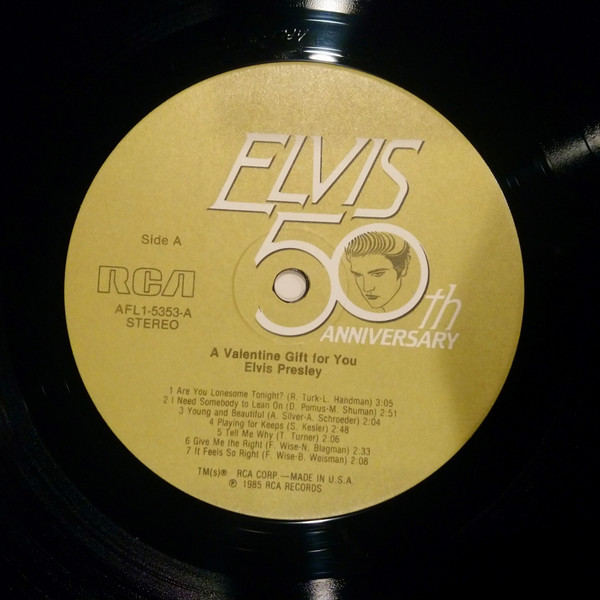 ELVIS
50th
ANNIVERSARY
Side A
RCA
AFL1-5353-A
STEREO
A Valentine Gift for You
Elvis Presley
1 Are You Lonesome Tonight? (R. Turk-L. Handman) 3:05
2 I Need Somebody to Lean On (D. Pomus-M. Shuman) 2:51
3 Young and Beautiful (A. Silver-A. Schroeder) 2:04
4 Playing for Keeps (S. Kesler) 2:48
5 Tell Me Why (T. Turner) 2:06
6 Give Me the Right (F. Wise-N. Blagman) 2:33
7 It Feels So Right (F. Wise-B. Weisman) 2:08
TM(s)® RCA CORP.—MADE IN U.S.A.
℗ 1985 RCA RECORDS